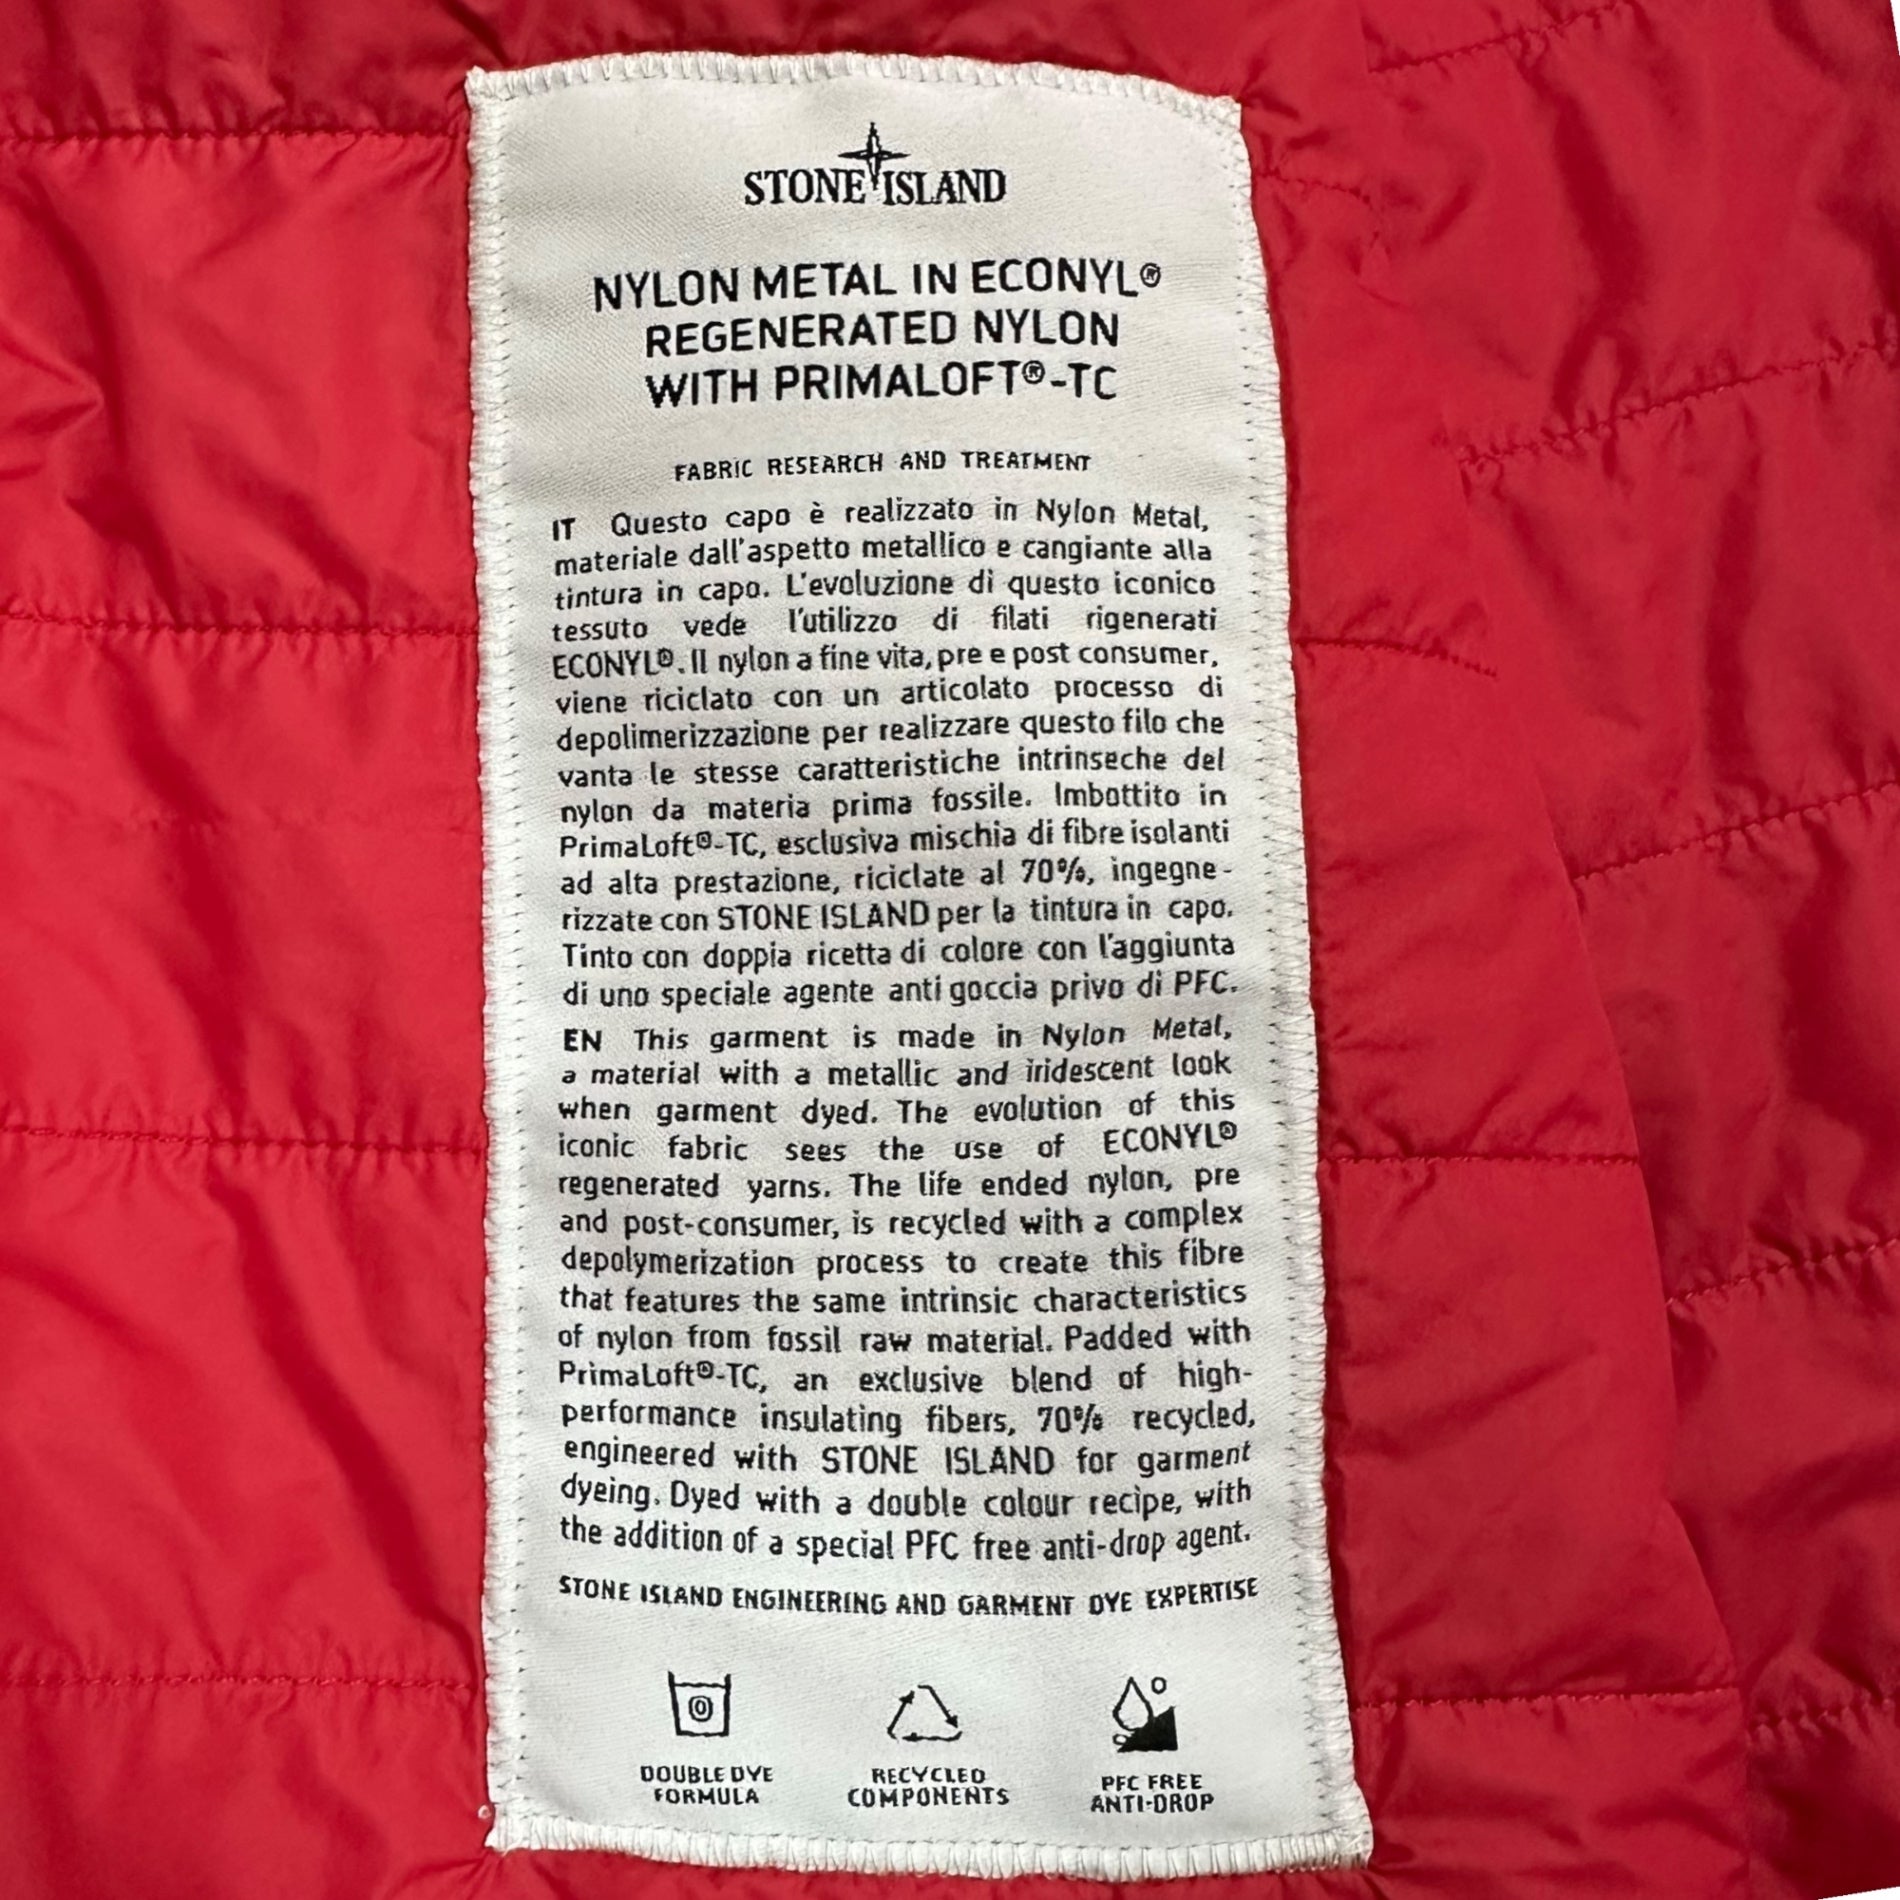 STONE ISLAND
NYLON METAL IN ECONYL®
REGENERATED NYLON
WITH PRIMALOFT®-TC
FABRIC RESEARCH AND TREATMENT
IT Questo capo è realizzato in Nylon Metal,
materiale dall'aspetto metallico e cangiante alla
tintura in capo. L'evoluzione di questo iconico
tessuto vede l'utilizzo di filati rigenerati
ECONYL®. Il nylon a fine vita, pre e post consumer,
viene riciclato con un articolato processo di
depolimerizzazione per realizzare questo filo che
vanta le stesse caratteristiche intrinseche del
nylon da materia prima fossile. Imbottito in
PrimaLoft®-TC, esclusiva mischia di fibre isolanti
ad alta prestazione, riciclate al 70%, ingegne-
rizzate con STONE ISLAND per la tintura in capo.
Tinto con doppia ricetta di colore con l'aggiunta
di uno speciale agente anti goccia privo di PFC.
EN This garment is made in Nylon Metal,
a material with a metallic and iridescent look
when garment dyed. The evolution of this
iconic fabric sees the use of ECONYL®
regenerated yarns. The life ended nylon, pre
and post-consumer, is recycled with a complex
depolymerization process to create this fibre
that features the same intrinsic characteristics
of nylon from fossil raw material. Padded with
PrimaLoft®-TC, an exclusive blend of high-
performance insulating fibers, 70% recycled,
engineered with STONE ISLAND for garment
dyeing. Dyed with a double colour recipe, with
the addition of a special PFC free anti-drop agent.
STONE ISLAND ENGINEERING AND GARMENT DYE EXPERTISE
DOUBLE DYE
FORMULA
RECYCLED
COMPONENTS
PFC FREE
ANTI-DROP